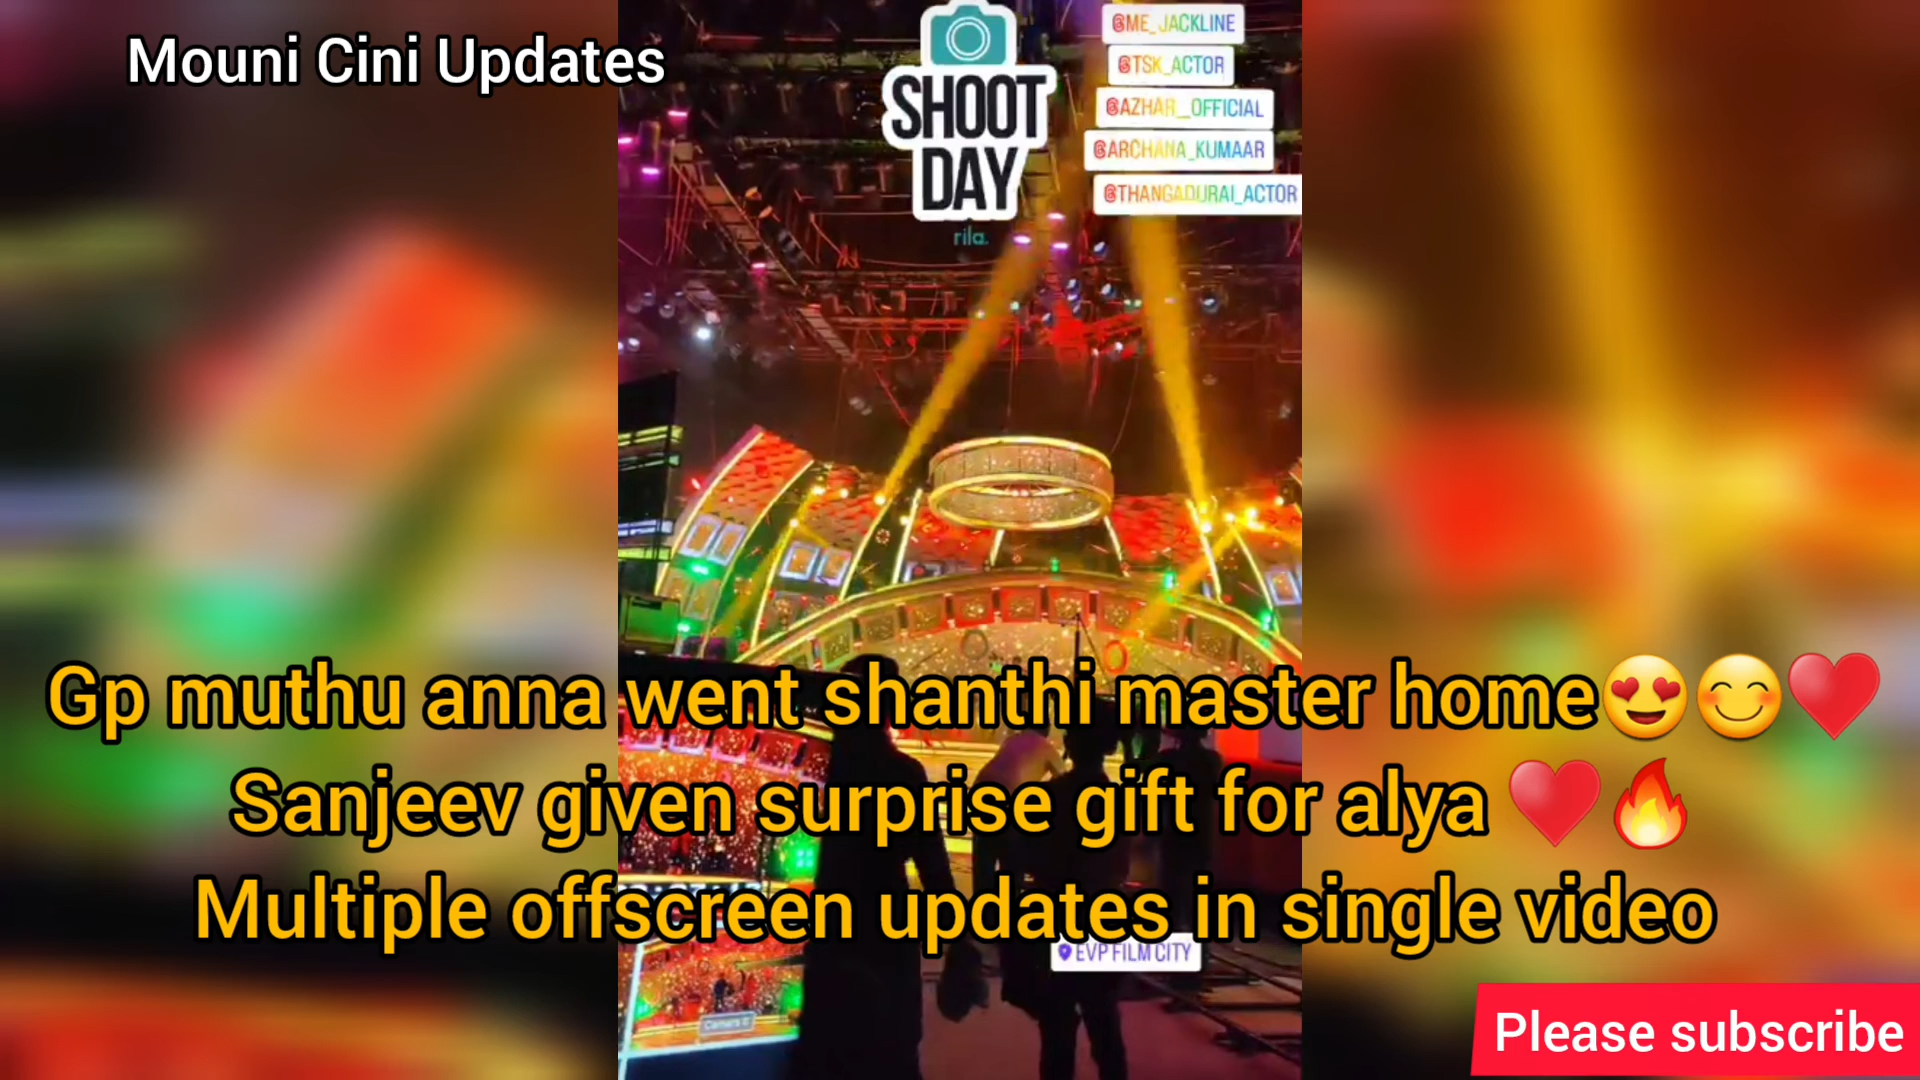 Mouni Cini Updates
SHOOT
DAY
rila.
@ME_JACKLINE
@TSK_ACTOR
@AZHAR__OFFICIAL
@ARCHANA_KUMAAR
@THANGADURAI_ACTOR
Gp muthu anna went shanthi master home😍😊♥️
Sanjeev given surprise gift for alya ♥️🔥
Multiple offscreen updates in single video
EVP FILM CITY
Please subscribe